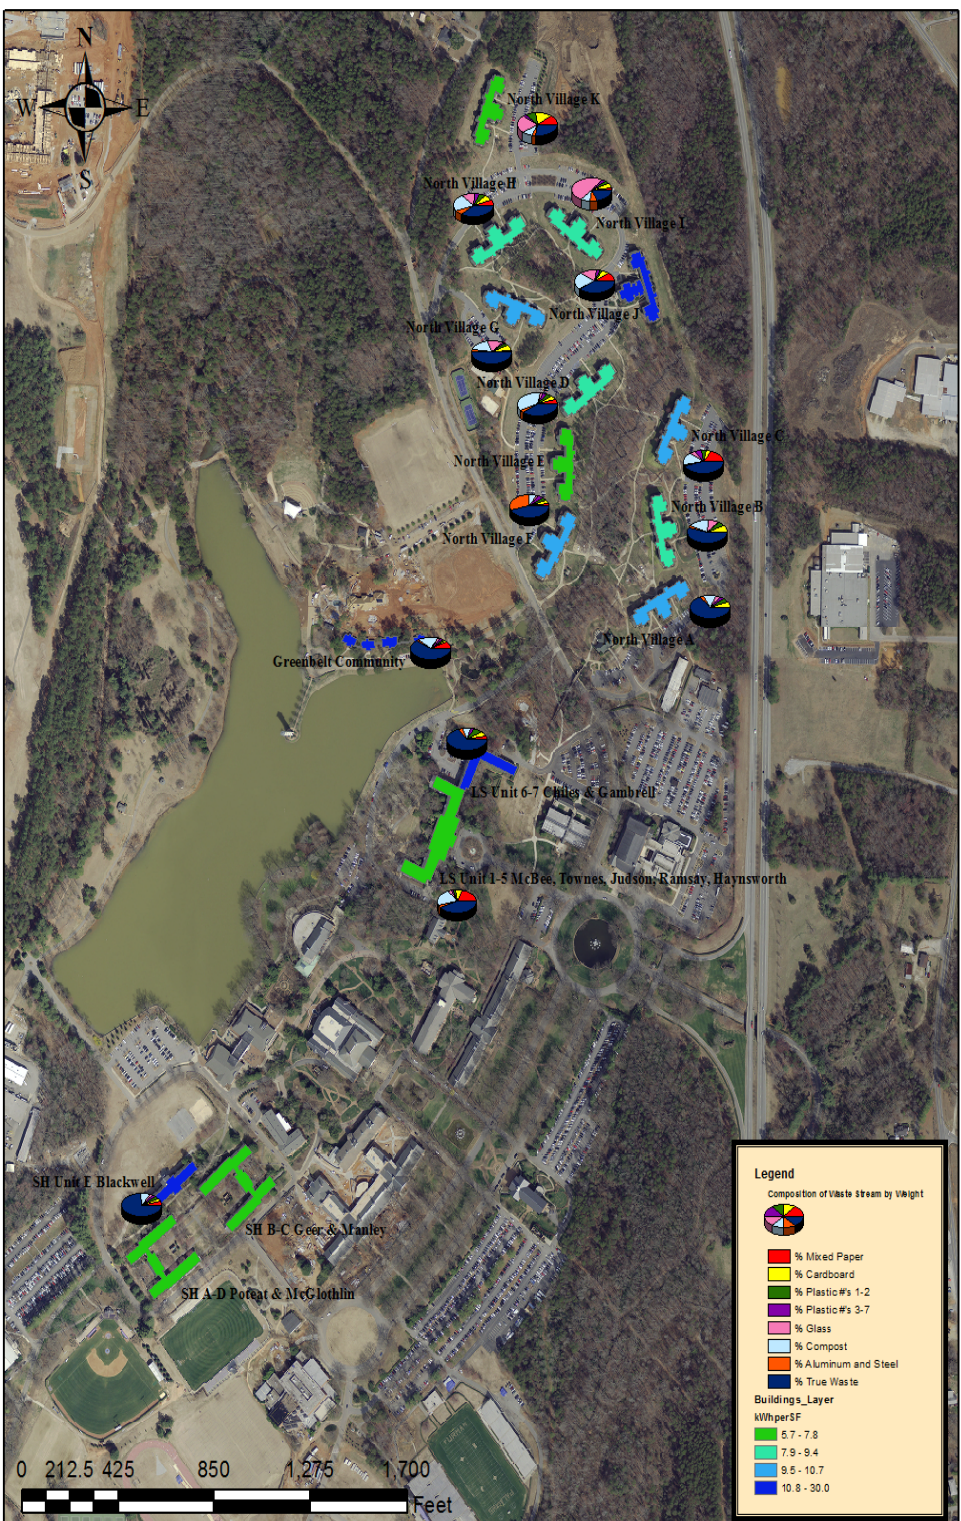 N
W E
S
North Village K
North Village H
North Village I
North Village J
North Village G
North Village D
North Village C
North Village E
North Village B
North Village F
North Village A
Greenbelt Community
LS Unit 6-7 Chiles & Gambrell
LS Unit 1-5 McBee, Townes, Judson, Ramsay, Haynsworth
SH Unit E Blackwell
SH B-C Geer & Manley
SH A-D Poteat & McGlothlin
FURMAN
Legend
Composition of Waste Stream by Weight
% Mixed Paper
% Cardboard
% Plastic #'s 1-2
% Plastic #'s 3-7
% Glass
% Compost
% Aluminum and Steel
% True Waste
Buildings_Layer
kWhperSF
5.7 - 7.8
7.9 - 9.4
9.5 - 10.7
10.8 - 30.0
0 212.5 425 850 1,275 1,700
Feet